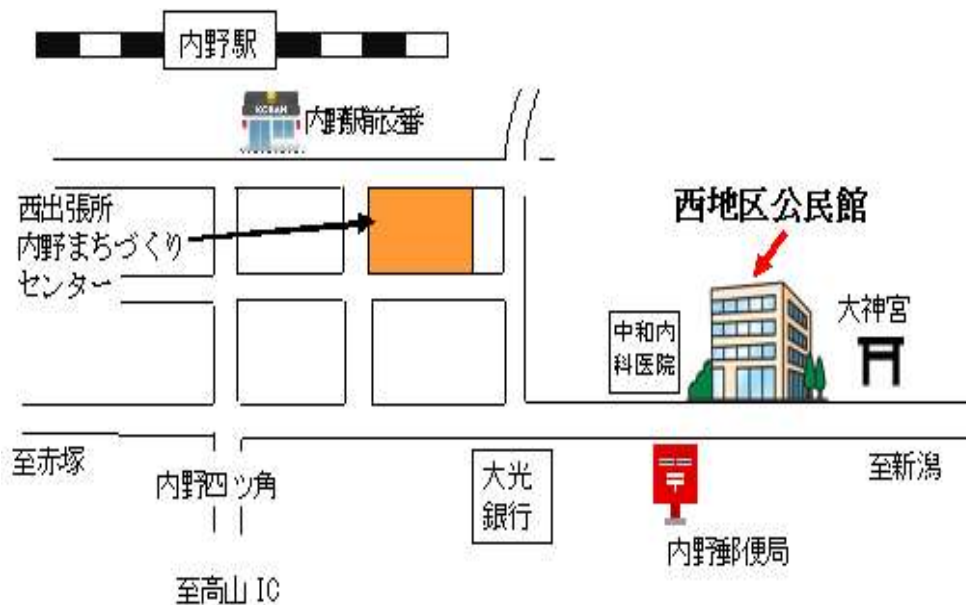 内野駅
KOBAN
内野駅前交番
西出張所
内野まちづくり
センター
西地区公民館
中和内
科医院
大神宮
至赤塚
内野四ツ角
大光
銀行
至新潟
内野郵便局
至高山 IC